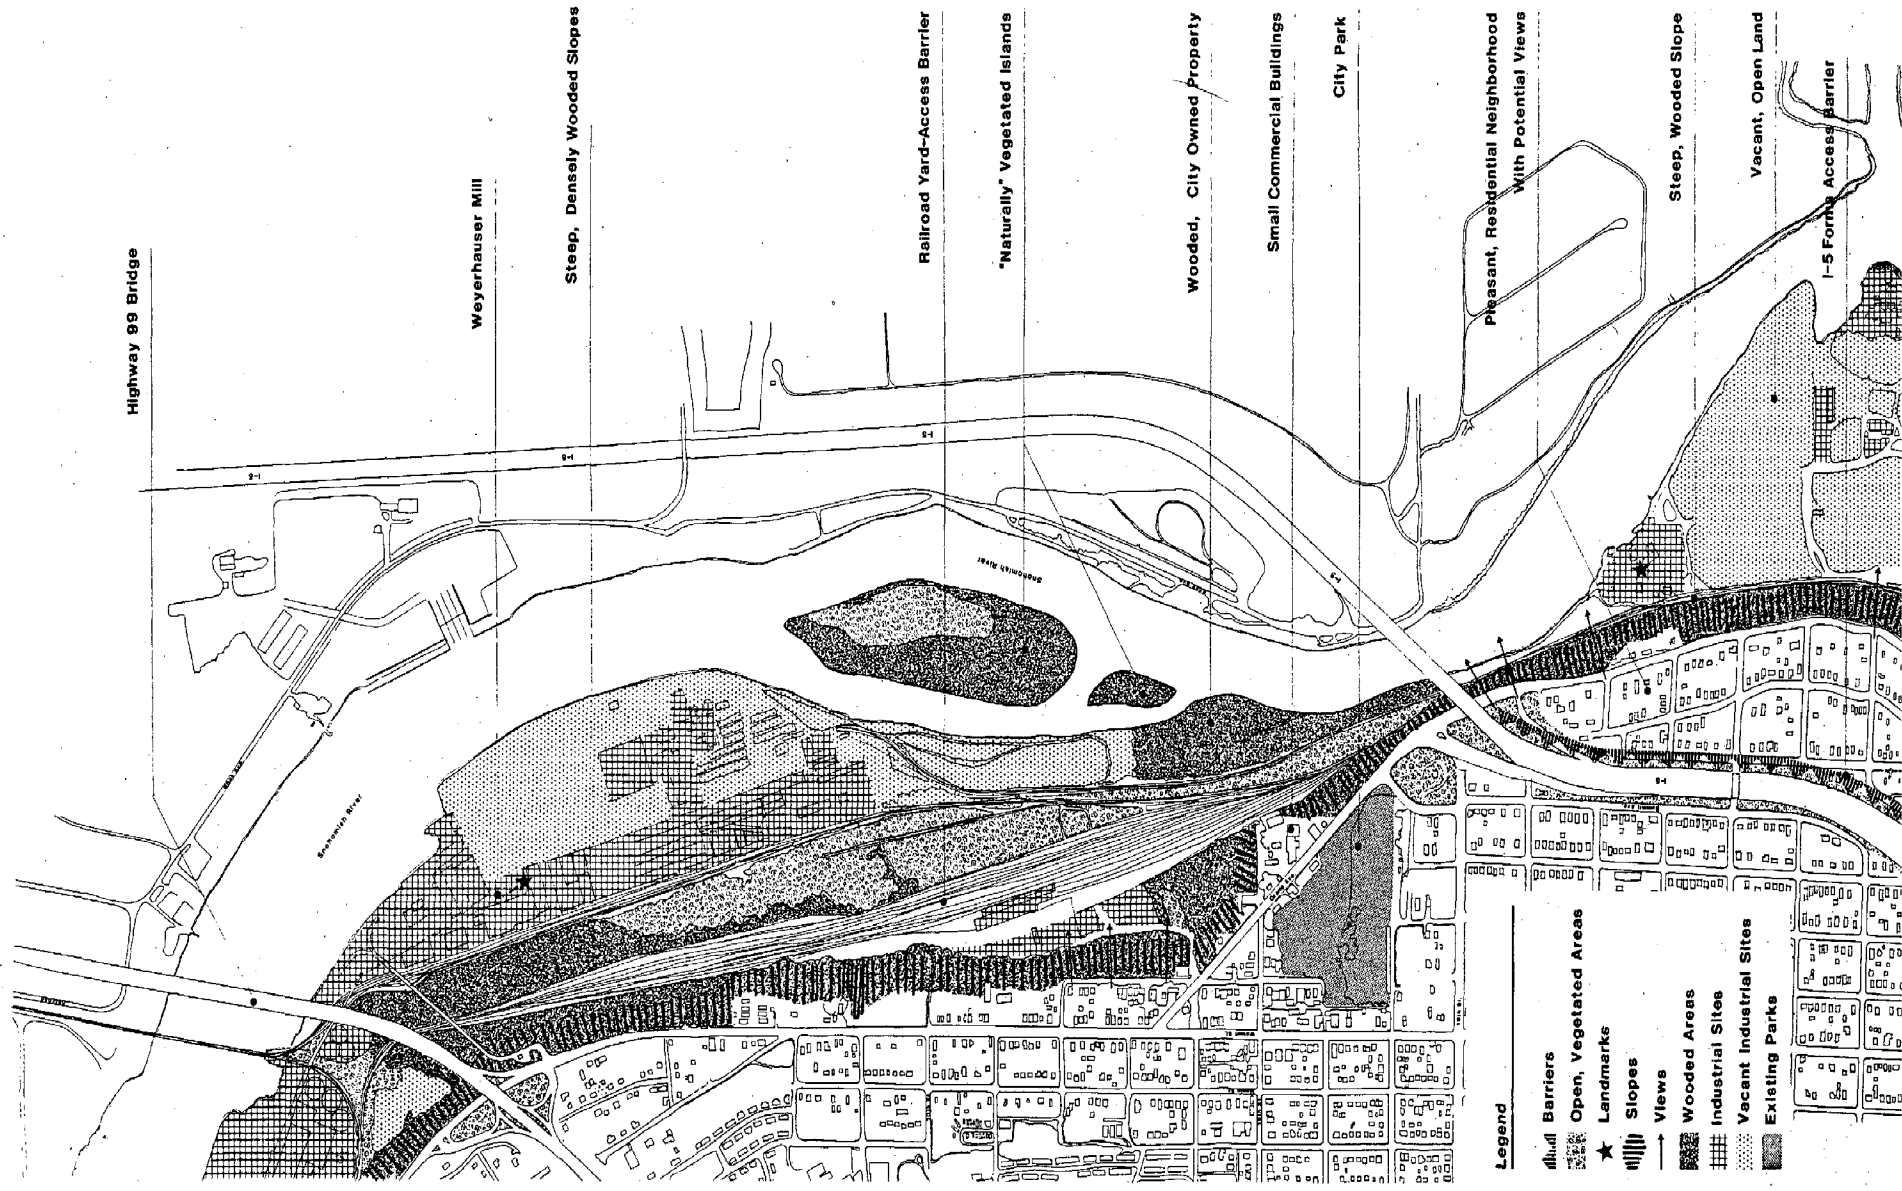 Highway 99 Bridge
Weyerhauser Mill
Steep, Densely Wooded Slopes
Railroad Yard-Access Barrier
"Naturally" Vegetated Islands
Wooded, City Owned Property
Small Commercial Buildings
City Park
Pleasant, Residential Neighborhood
With Potential Views
Steep, Wooded Slope
Vacant, Open Land
I-5 Forms Access Barrier
I-5
I-5
I-5
I-5
I-5
Snohomish River
Snohomish River
Legend
Barriers
Open, Vegetated Areas
Landmarks
Slopes
Views
Wooded Areas
Industrial Sites
Vacant Industrial Sites
Existing Parks